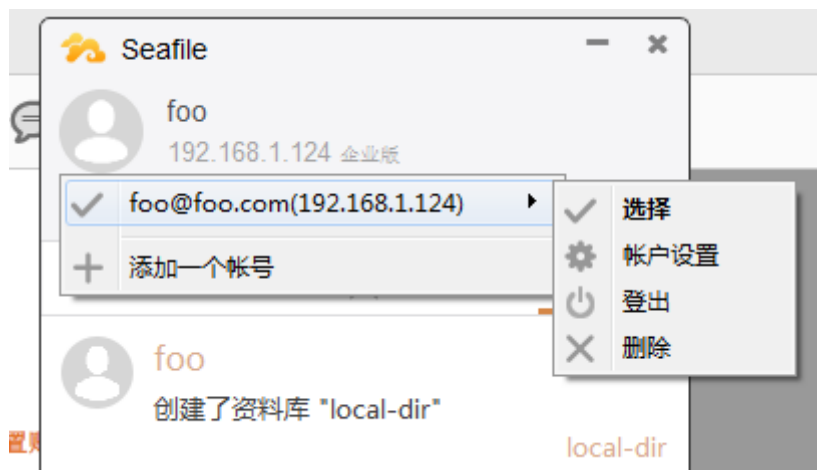 Seafile
foo
192.168.1.124 企业版
foo@foo.com(192.168.1.124)
添加一个帐号
选择
帐户设置
登出
删除
foo
创建了资料库 "local-dir"
local-dir